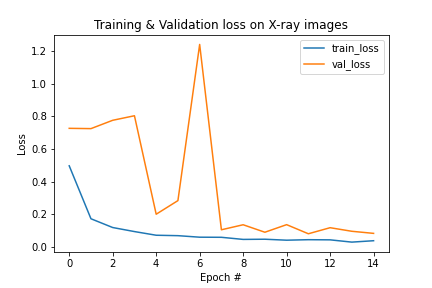 Training & Validation loss on X-ray images
train_loss
val_loss
1.2
1.0
0.8
0.6
0.4
0.2
0.0
Loss
0 2 4 6 8 10 12 14
Epoch #